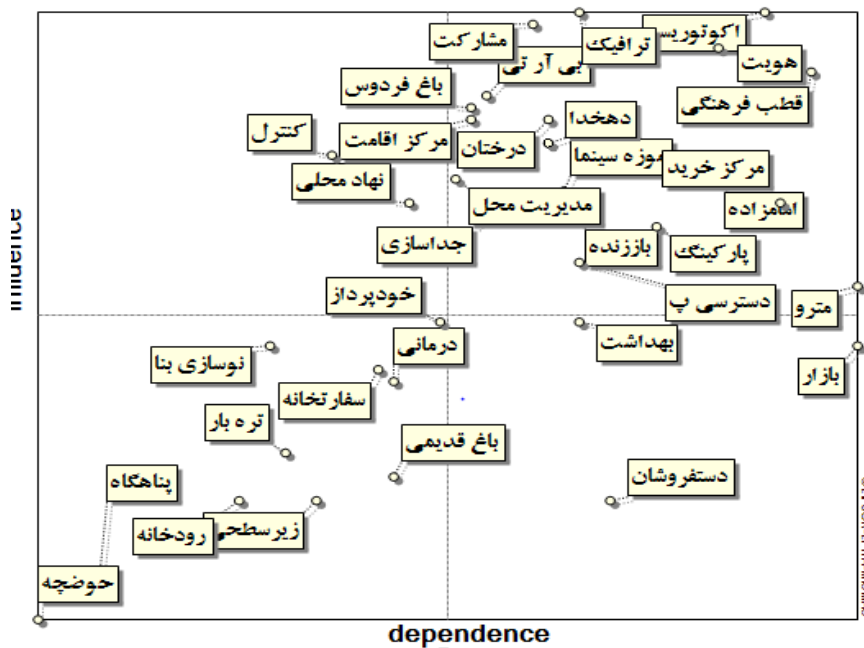 مشارکت
ترافیک
اکوتوریس
بی آر تی
هویت
باغ فردوس
قطب فرهنگی
کنترل
مرکز اقامت
درختان
دهخدا
موزه سینما
مرکز خرید
نهاد محلی
مدیریت محل
امامزاده
جداسازی
باززنده
پارکینگ
خودپرداز
دسترسی پ
مترو
درمانی
بهداشت
نوسازی بنا
سفارتخانه
بازار
تره بار
باغ قدیمی
پناهگاه
دستفروشان
رودخانه
زیرسطحی
حوضچه
influence
dependence